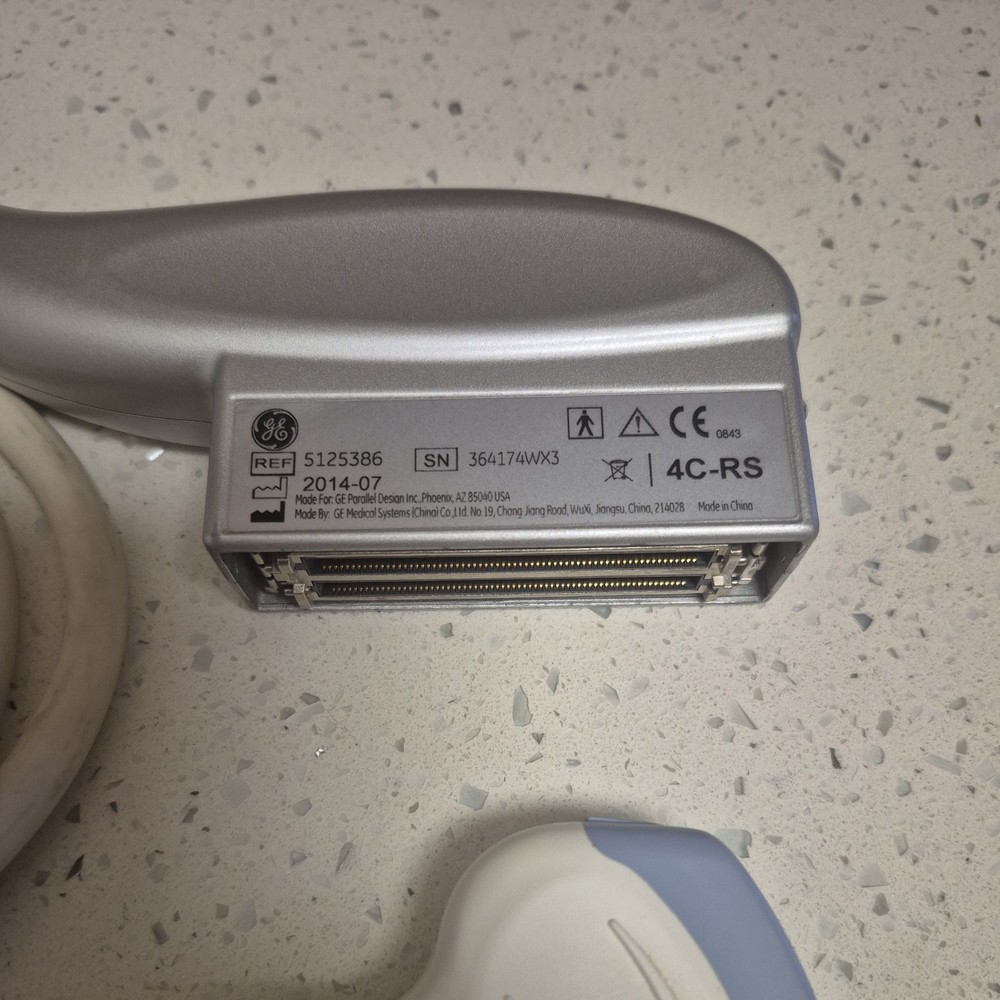 GE
REF 5125386 SN 364174WX3 CE 0843
2014-07 4C-RS
Made For: GE Parallel Design Inc., Phoenix, AZ 85040 USA
Made By: GE Medical Systems (China) Co., Ltd. No. 19, Chang Jiang Road, WuXi, Jiangsu, China, 214028 Made in China